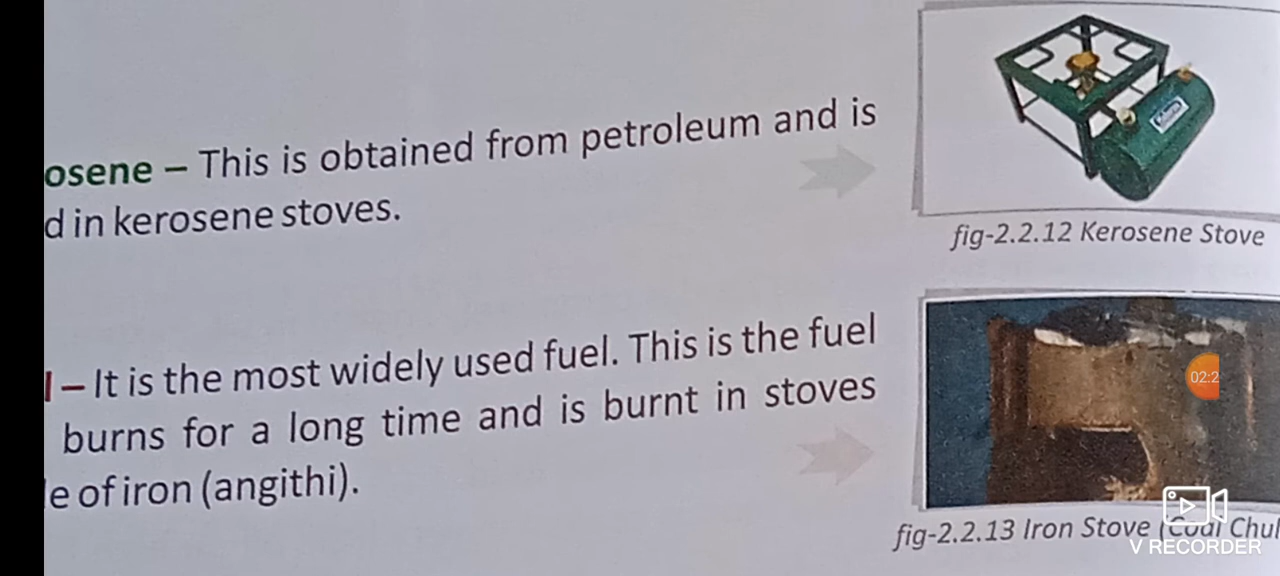 osene – This is obtained from petroleum and is
d in kerosene stoves.
fig-2.2.12 Kerosene Stove
l – It is the most widely used fuel. This is the fuel
burns for a long time and is burnt in stoves
e of iron (angithi).
02:2
fig-2.2.13 Iron Stove (Coal Chul
V RECORDER